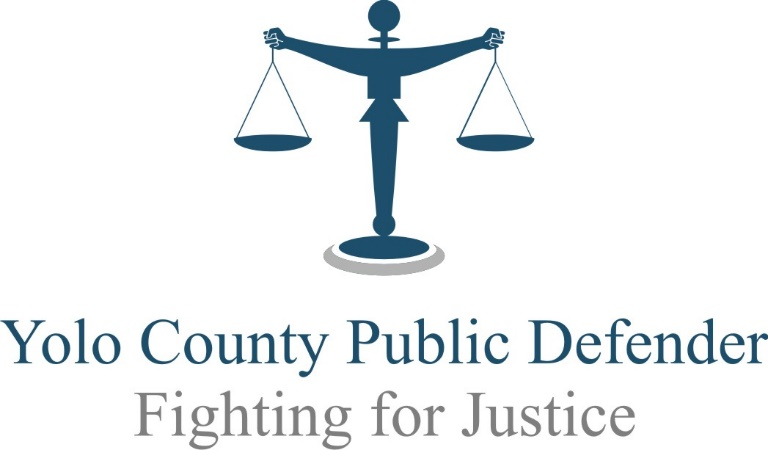 Yolo County Public Defender
Fighting for Justice